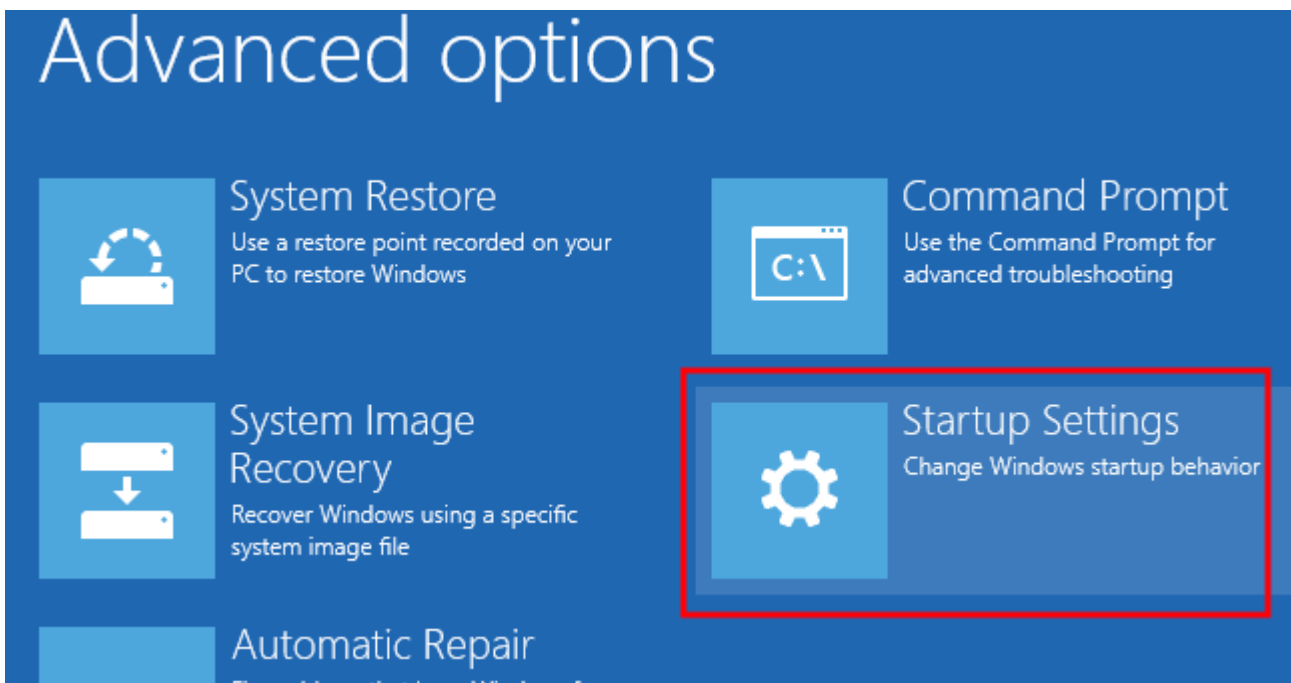 Advanced options
System Restore
Use a restore point recorded on your
PC to restore Windows
Command Prompt
Use the Command Prompt for
advanced troubleshooting
C:\
System Image
Recovery
Recover Windows using a specific
system image file
Startup Settings
Change Windows startup behavior
Automatic Repair